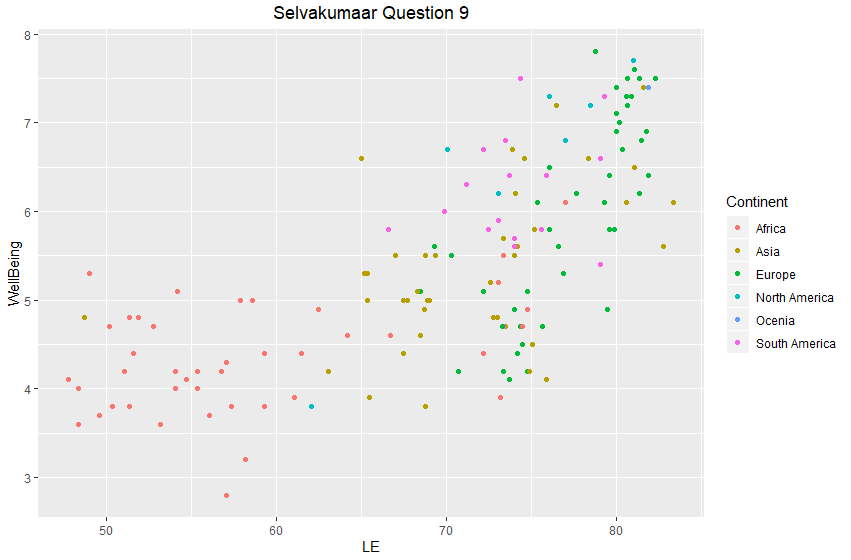 Selvakumaar Question 9
8
7
6
5
4
3
WellBeing
50 60 70 80
LE
Continent
Africa
Asia
Europe
North America
Ocenia
South America